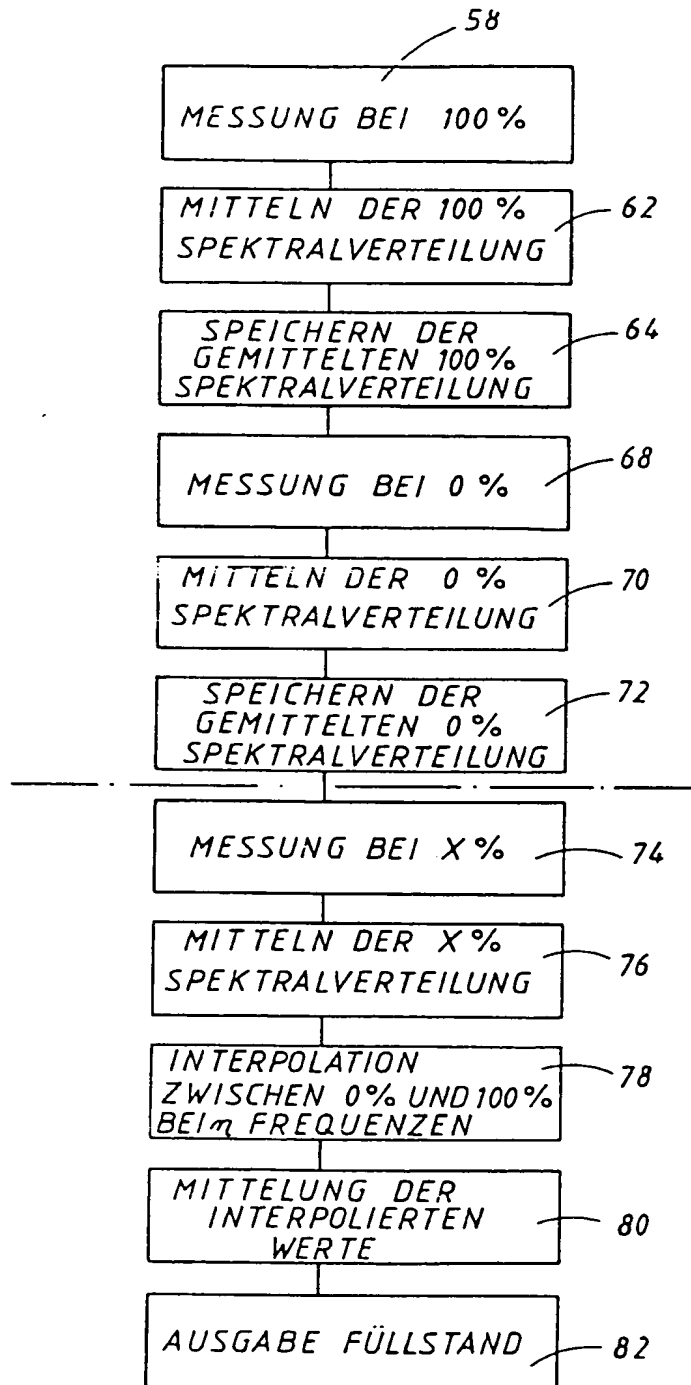 58
MESSUNG BEI 100%
MITTELN DER 100%
SPEKTRALVERTEILUNG
62
SPEICHERN DER
GEMITTELTEN 100%
SPEKTRALVERTEILUNG
64
MESSUNG BEI 0%
68
MITTELN DER 0%
SPEKTRALVERTEILUNG
70
SPEICHERN DER
GEMITTELTEN 0%
SPEKTRALVERTEILUNG
72
MESSUNG BEI X%
74
MITTELN DER X%
SPEKTRALVERTEILUNG
76
INTERPOLATION
ZWISCHEN 0% UND 100%
BEI n FREQUENZEN
78
MITTELUNG DER
INTERPOLIERTEN
WERTE
80
AUSGABE FÜLLSTAND
82